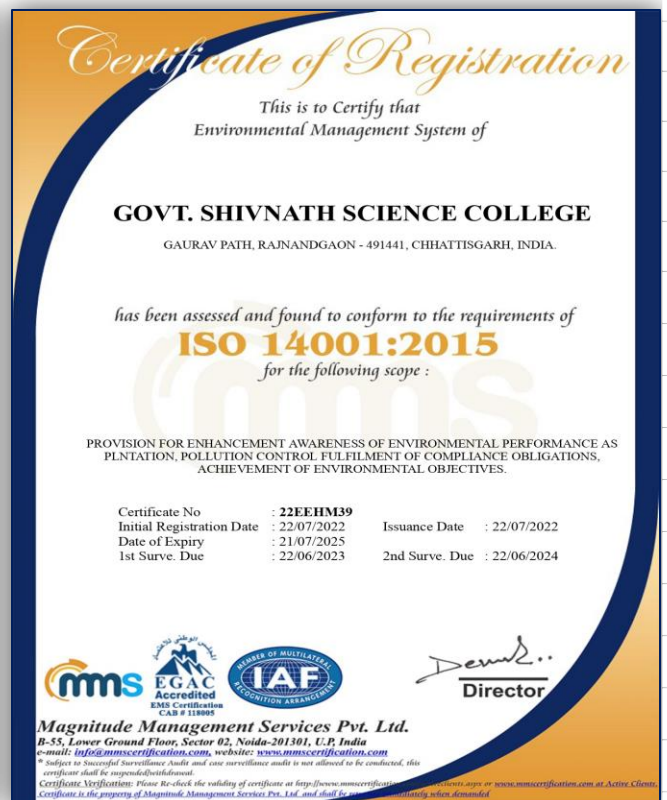 Certificate of Registration
This is to Certify that
Environmental Management System of
GOVT. SHIVNATH SCIENCE COLLEGE
GAURAV PATH, RAJNANDGAON - 491441, CHHATTISGARH, INDIA.
has been assessed and found to conform to the requirements of
ISO 14001:2015
for the following scope :
PROVISION FOR ENHANCEMENT AWARENESS OF ENVIRONMENTAL PERFORMANCE AS
PLNTATION, POLLUTION CONTROL FULFILMENT OF COMPLIANCE OBLIGATIONS,
ACHIEVEMENT OF ENVIRONMENTAL OBJECTIVES.
Certificate No : 22EEHM39
Initial Registration Date : 22/07/2022 Issuance Date : 22/07/2022
Date of Expiry : 21/07/2025
1st Surve. Due : 22/06/2023 2nd Surve. Due : 22/06/2024
mms
EGAC
Accredited
EMS Certification
CAB # 118005
MEMBER OF MULTILATERAL
IAF
RECOGNITION ARRANGEMENT
Director
Magnitude Management Services Pvt. Ltd.
B-55, Lower Ground Floor, Sector 02, Noida-201301, U.P, India
e-mail: info@mmscertification.com, website: www.mmscertification.com
* Subject to Successful Surveillance Audit and case surveillance audit is not allowed to be conducted, this
certificate shall be suspended/withdrawal.
Certificate Verification: Please Re-check the validity of certificate at http://www.mmscertification or www.mmscertification.com at Active Clients.
Certificate is the property of Magnitude Management Services Pvt. Ltd and shall be when demanded